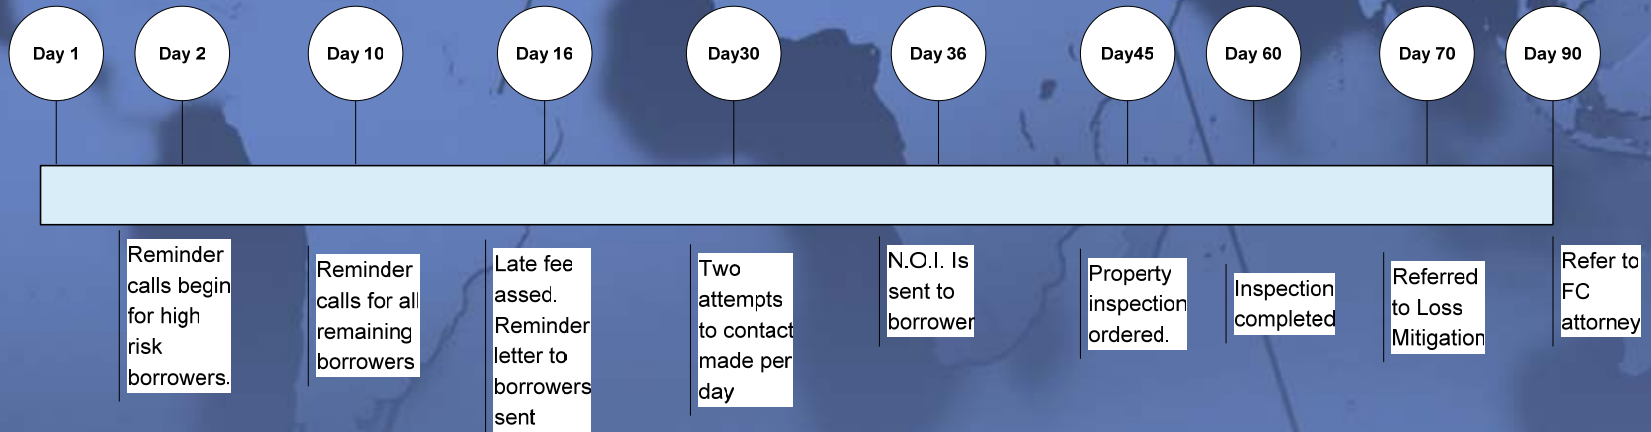 Day 1
Day 2
Day 10
Day 16
Day30
Day 36
Day45
Day 60
Day 70
Day 90
Reminder
calls begin
for high
risk
borrowers.
Reminder
calls for all
remaining
borrowers
Late fee
assed.
Reminder
letter to
borrowers
sent
Two
attempts
to contact
made per
day
N.O.I. Is
sent to
borrower
Property
inspection
ordered.
Inspection
completed
Referred
to Loss
Mitigation
Refer to
FC
attorney